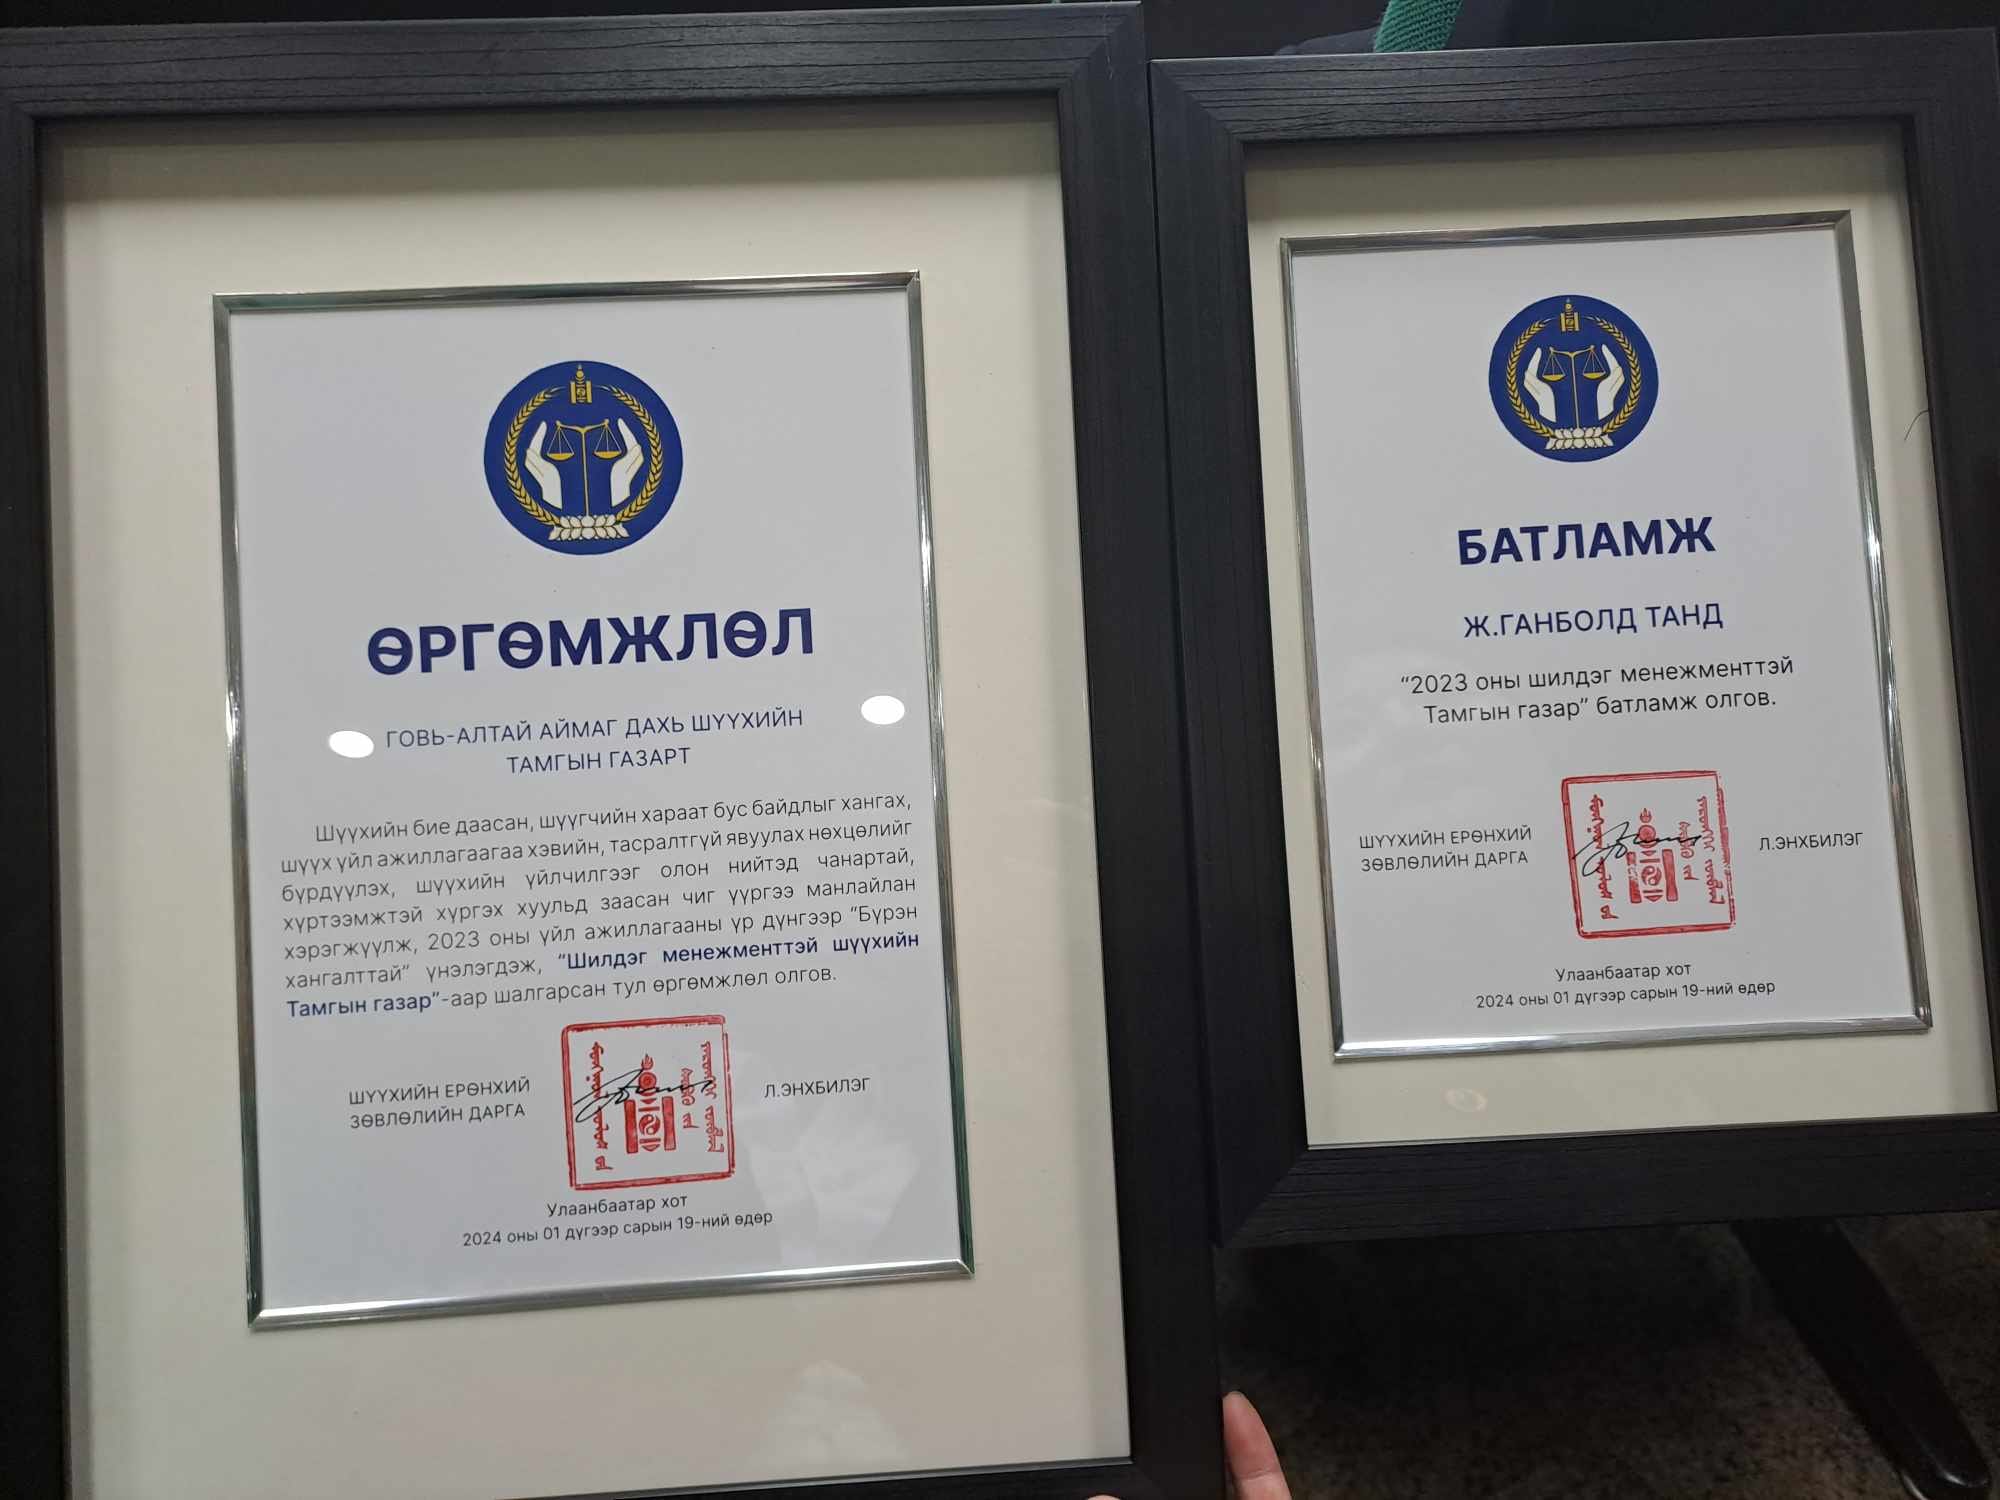 ӨРГӨМЖЛӨЛ
ГОВЬ-АЛТАЙ АЙМАГ ДАХЬ ШҮҮХИЙН
ТАМГЫН ГАЗАРТ
Шүүхийн бие даасан, шүүгчийн хараат бус байдлыг хангах,
шүүх үйл ажиллагаагаа хэвийн, тасралтгүй явуулах нөхцөлийг
бүрдүүлэх, шүүхийн үйлчилгээг олон нийтэд чанартай,
хүртээмжтэй хүргэх хуульд заасан чиг үүргээ манлайлан
хэрэгжүүлж, 2023 оны үйл ажиллагааны үр дүнгээр “Бүрэн
хангалттай” үнэлэгдэж, “Шилдэг менежменттэй шүүхийн
Тамгын газар”-аар шалгарсан тул өргөмжлөл олгов.
ШҮҮХИЙН ЕРӨНХИЙ
ЗӨВЛӨЛИЙН ДАРГА
Л.ЭНХБИЛЭГ
Улаанбаатар хот
2024 оны 01 дүгээр сарын 19-ний өдөр
БАТЛАМЖ
Ж.ГАНБОЛД ТАНД
“2023 оны шилдэг менежменттэй
Тамгын газар” батламж олгов.
ШҮҮХИЙН ЕРӨНХИЙ
ЗӨВЛӨЛИЙН ДАРГА
Л.ЭНХБИЛЭГ
Улаанбаатар хот
2024 оны 01 дүгээр сарын 19-ний өдөр